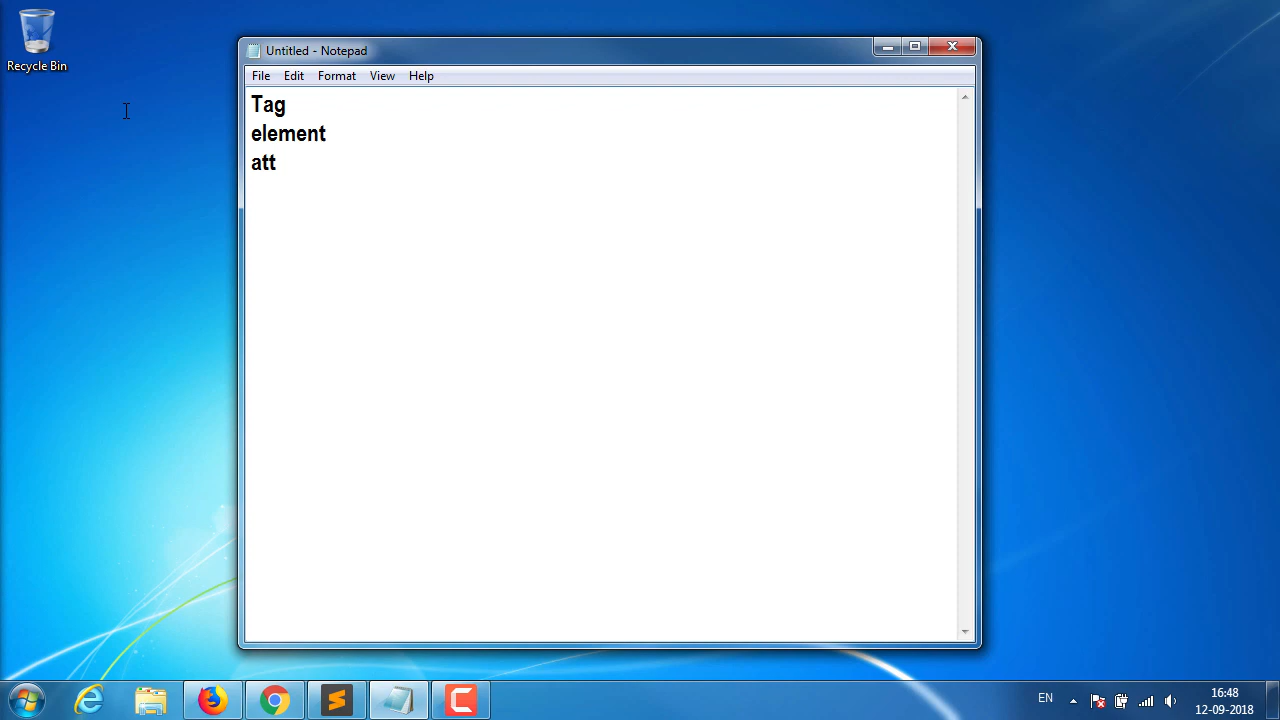 Recycle Bin
Untitled - Notepad
File Edit Format View Help
Tag
element
att
EN
16:48
12-09-2018